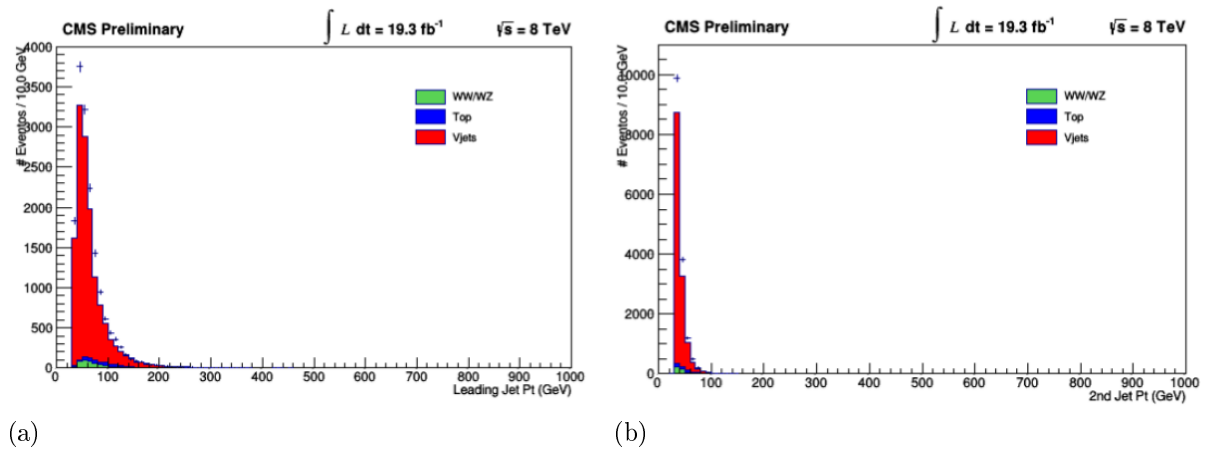 CMS Preliminary
∫ L dt = 19.3 fb⁻¹
√s = 8 TeV
# Eventos / 10.0 GeV
4000
3500
3000
2500
2000
1500
1000
500
0
WW/WZ
Top
Vjets
0 100 200 300 400 500 600 700 800 900 1000
Leading Jet Pt (GeV)
(a)
CMS Preliminary
∫ L dt = 19.3 fb⁻¹
√s = 8 TeV
# Eventos / 10.0 GeV
10000
8000
6000
4000
2000
0
WW/WZ
Top
Vjets
0 100 200 300 400 500 600 700 800 900 1000
2nd Jet Pt (GeV)
(b)